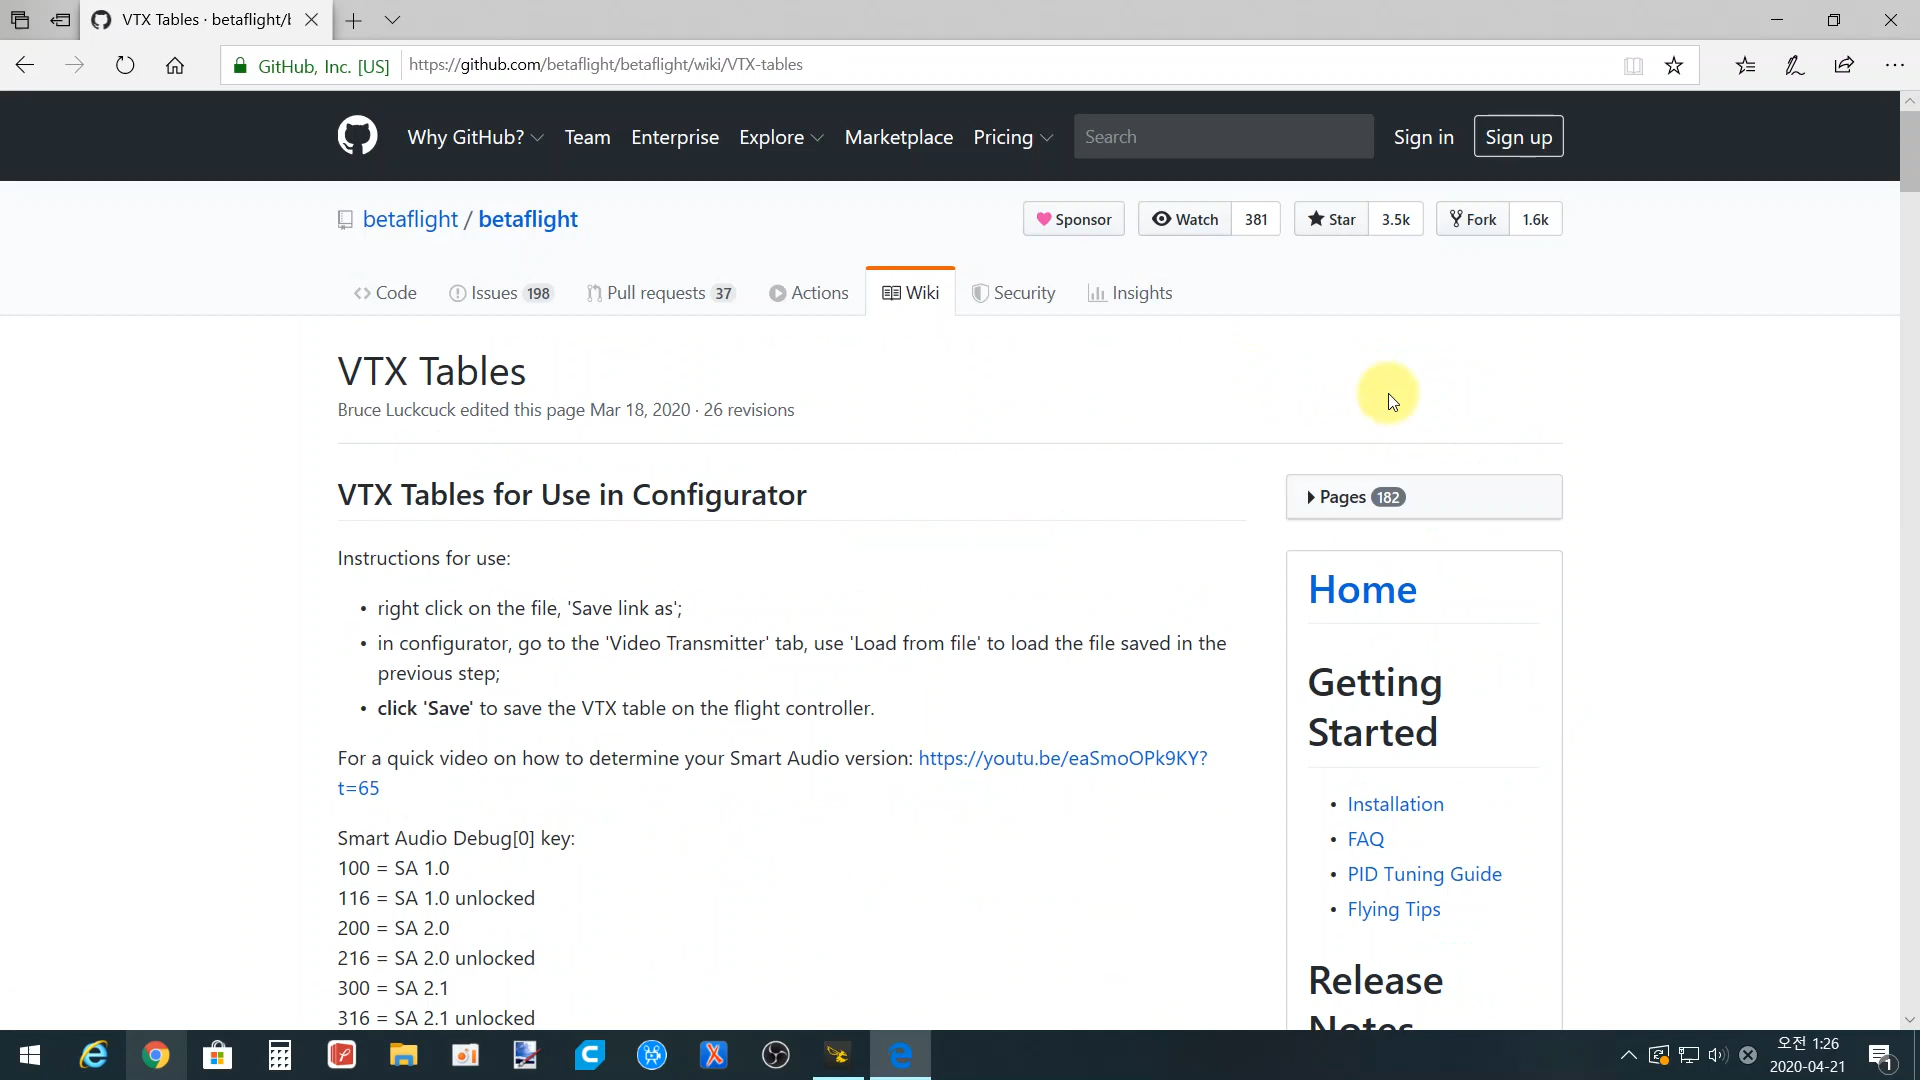 VTX Tables · betaflight/b
GitHub, Inc. [US] https://github.com/betaflight/betaflight/wiki/VTX-tables
Why GitHub? Team Enterprise Explore Marketplace Pricing Search Sign in Sign up
betaflight / betaflight Sponsor Watch 381 Star 3.5k Fork 1.6k
Code Issues 198 Pull requests 37 Actions Wiki Security Insights
VTX Tables
Bruce Luckcuck edited this page Mar 18, 2020 · 26 revisions
VTX Tables for Use in Configurator
Instructions for use:
• right click on the file, 'Save link as';
• in configurator, go to the 'Video Transmitter' tab, use 'Load from file' to load the file saved in the
previous step;
• click 'Save' to save the VTX table on the flight controller.
For a quick video on how to determine your Smart Audio version: https://youtu.be/eaSmoOPk9KY?
t=65
Smart Audio Debug[0] key:
100 = SA 1.0
116 = SA 1.0 unlocked
200 = SA 2.0
216 = SA 2.0 unlocked
300 = SA 2.1
316 = SA 2.1 unlocked
Pages 182
Home
Getting
Started
• Installation
• FAQ
• PID Tuning Guide
• Flying Tips
Release
Notes
오전 1:26
2020-04-21
1